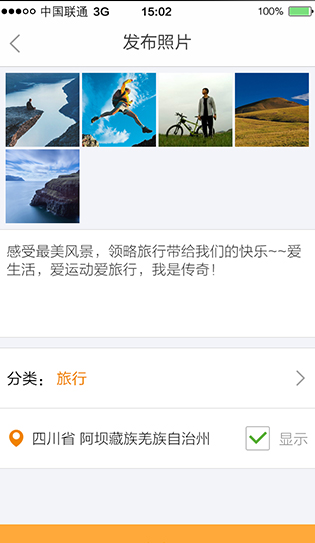 中国联通 3G 15:02 100%
发布照片
感受最美风景，领略旅行带给我们的快乐~~爱
生活，爱运动爱旅行，我是传奇！
分类： 旅行
四川省 阿坝藏族羌族自治州 显示